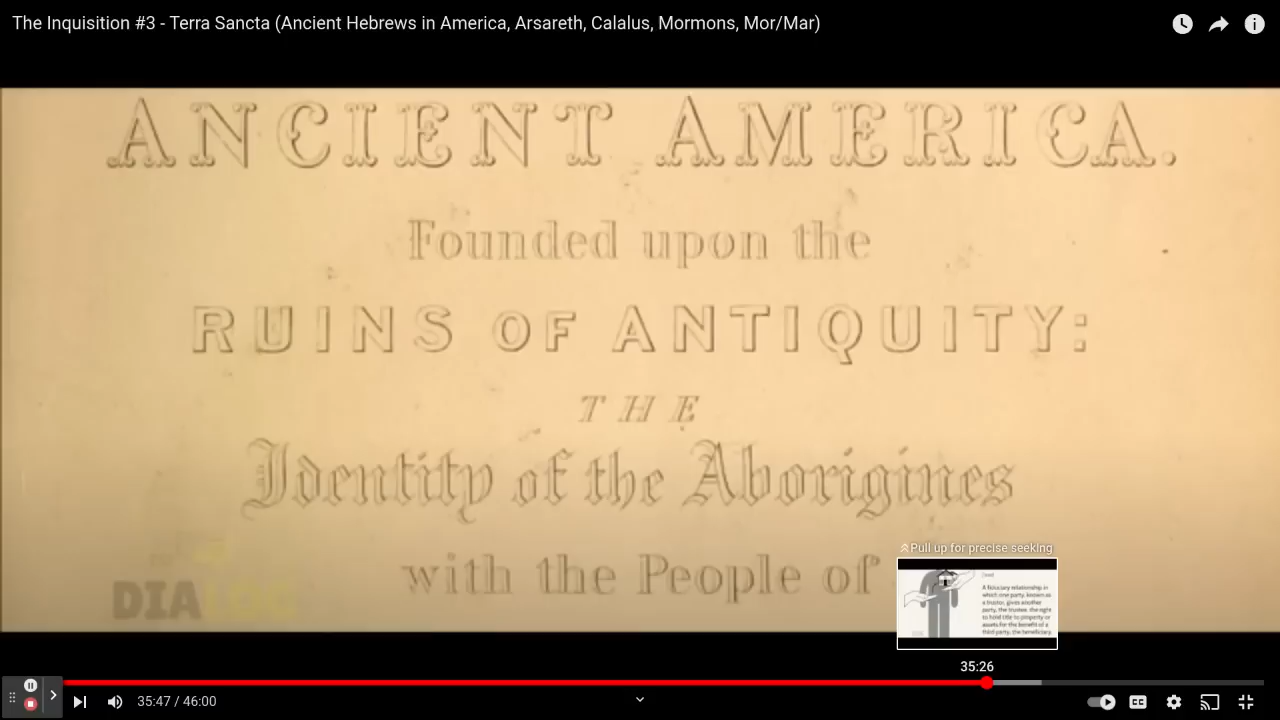 The Inquisition #3 - Terra Sancta (Ancient Hebrews in America, Arsareth, Calalus, Mormons, Mor/Mar)
ANCIENT AMERICA.
Founded upon the
RUINS OF ANTIQUITY:
THE
Identity of the Aborigines
with the People of
DIA
Pull up for precise seeking
A fiduciary relationship in
which one party, known as
a trustor, gives another
party, the trustee, the right
to hold title to property or
assets for the benefit of a
third party, the beneficiary.
35:26
35:47 / 46:00
CC